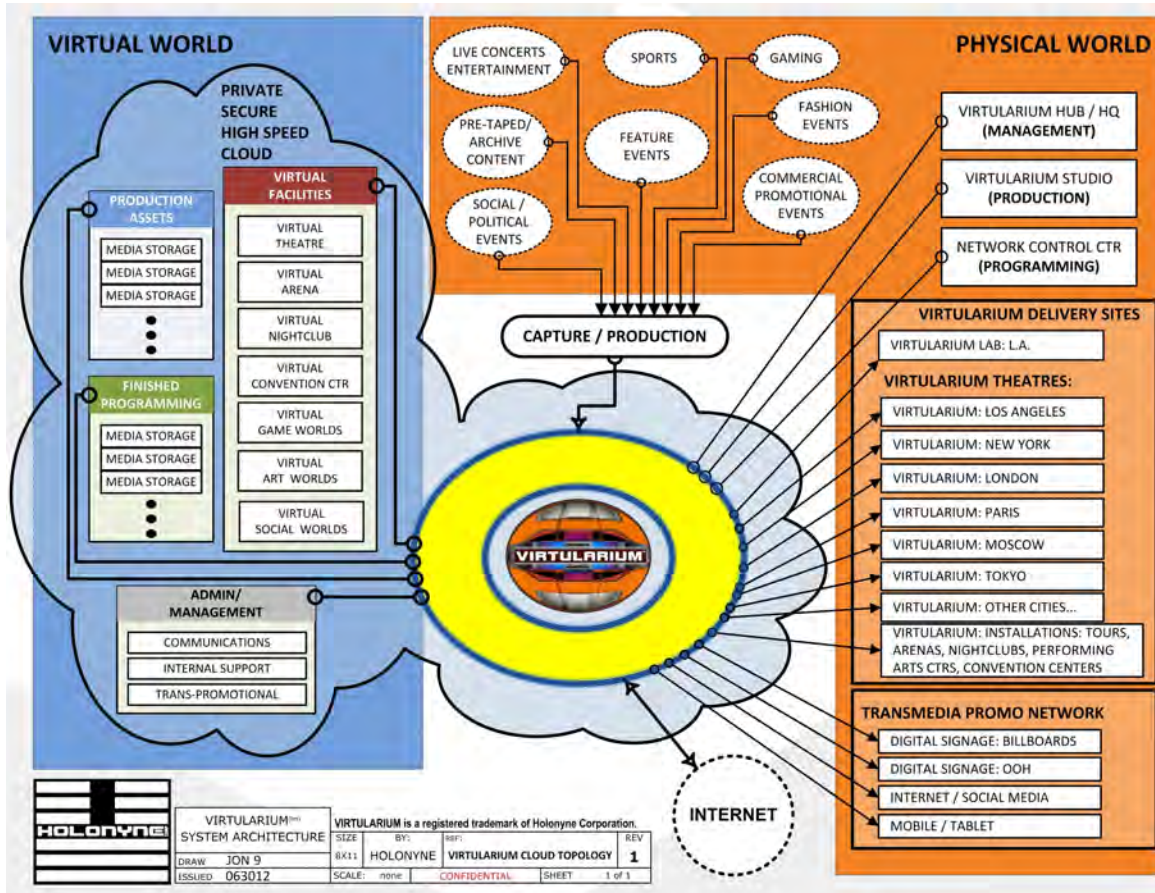 VIRTUAL WORLD
PRIVATE
SECURE
HIGH SPEED
CLOUD
PRODUCTION
ASSETS
MEDIA STORAGE
MEDIA STORAGE
MEDIA STORAGE
FINISHED
PROGRAMMING
MEDIA STORAGE
MEDIA STORAGE
MEDIA STORAGE
VIRTUAL
FACILITIES
VIRTUAL
THEATRE
VIRTUAL
ARENA
VIRTUAL
NIGHTCLUB
VIRTUAL
CONVENTION CTR
VIRTUAL
GAME WORLDS
VIRTUAL
ART WORLDS
VIRTUAL
SOCIAL WORLDS
ADMIN/
MANAGEMENT
COMMUNICATIONS
INTERNAL SUPPORT
TRANS-PROMOTIONAL
PHYSICAL WORLD
LIVE CONCERTS
ENTERTAINMENT
SPORTS
GAMING
PRE-TAPED/
ARCHIVE
CONTENT
FEATURE
EVENTS
FASHION
EVENTS
SOCIAL /
POLITICAL
EVENTS
COMMERCIAL
PROMOTIONAL
EVENTS
CAPTURE / PRODUCTION
VIRTULARIUM
VIRTULARIUM HUB / HQ
(MANAGEMENT)
VIRTULARIUM STUDIO
(PRODUCTION)
NETWORK CONTROL CTR
(PROGRAMMING)
VIRTULARIUM DELIVERY SITES
VIRTULARIUM LAB: L.A.
VIRTULARIUM THEATRES:
VIRTULARIUM: LOS ANGELES
VIRTULARIUM: NEW YORK
VIRTULARIUM: LONDON
VIRTULARIUM: PARIS
VIRTULARIUM: MOSCOW
VIRTULARIUM: TOKYO
VIRTULARIUM: OTHER CITIES...
VIRTULARIUM: INSTALLATIONS: TOURS,
ARENAS, NIGHTCLUBS, PERFORMING
ARTS CTRS, CONVENTION CENTERS
TRANSMEDIA PROMO NETWORK
DIGITAL SIGNAGE: BILLBOARDS
DIGITAL SIGNAGE: OOH
INTERNET / SOCIAL MEDIA
MOBILE / TABLET
INTERNET
HOLONYNE
VIRTULARIUM
SYSTEM ARCHITECTURE
DRAW JON 9
ISSUED 063012
VIRTULARIUM is a registered trademark of Holonyne Corporation.
SIZE BY: REV
8X11 HOLONYNE VIRTULARIUM CLOUD TOPOLOGY 1
SCALE: none CONFIDENTIAL SHEET 1 of 1